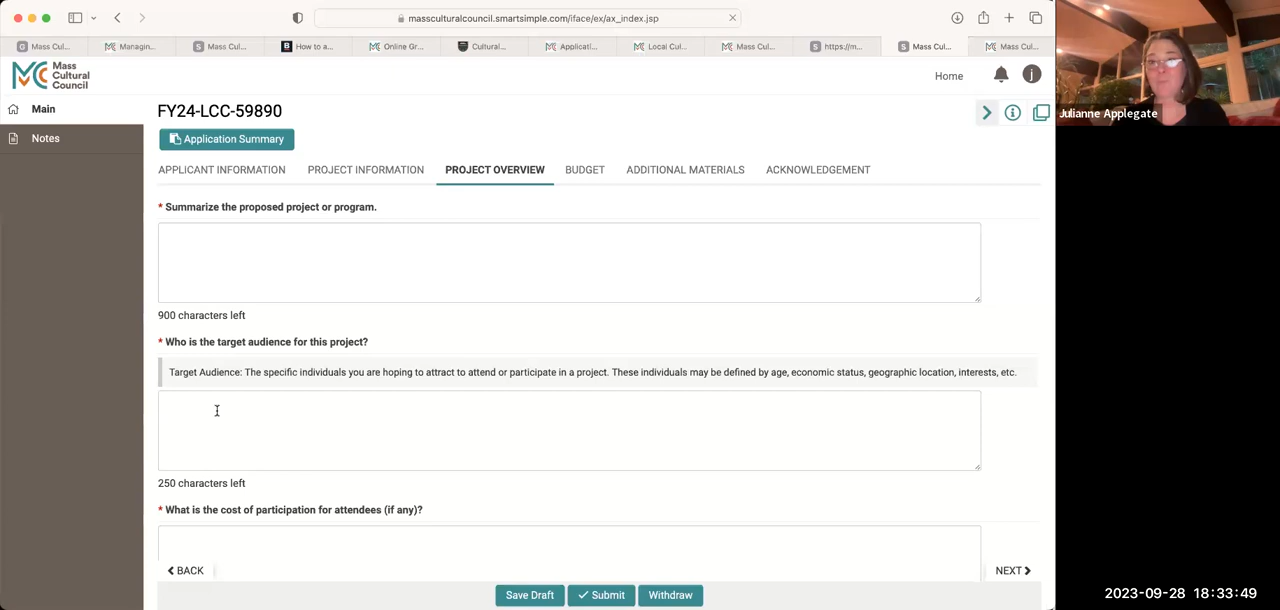 massculturalcouncil.smartsimple.com/iface/ex/ax_index.jsp
Mass Cul...
Managin...
Mass Cul...
How to a...
Online Gr...
Cultural...
Applicati...
Local Cul...
Mass Cul...
https://m...
Mass Cul...
Mass Cul...
Mass
Cultural
Council
Home
j
Main
Notes
FY24-LCC-59890
Application Summary
APPLICANT INFORMATION
PROJECT INFORMATION
PROJECT OVERVIEW
BUDGET
ADDITIONAL MATERIALS
ACKNOWLEDGEMENT
* Summarize the proposed project or program.
900 characters left
* Who is the target audience for this project?
Target Audience: The specific individuals you are hoping to attract to attend or participate in a project. These individuals may be defined by age, economic status, geographic location, interests, etc.
250 characters left
* What is the cost of participation for attendees (if any)?
BACK
NEXT
Save Draft
Submit
Withdraw
Julianne Applegate
2023-09-28 18:33:49